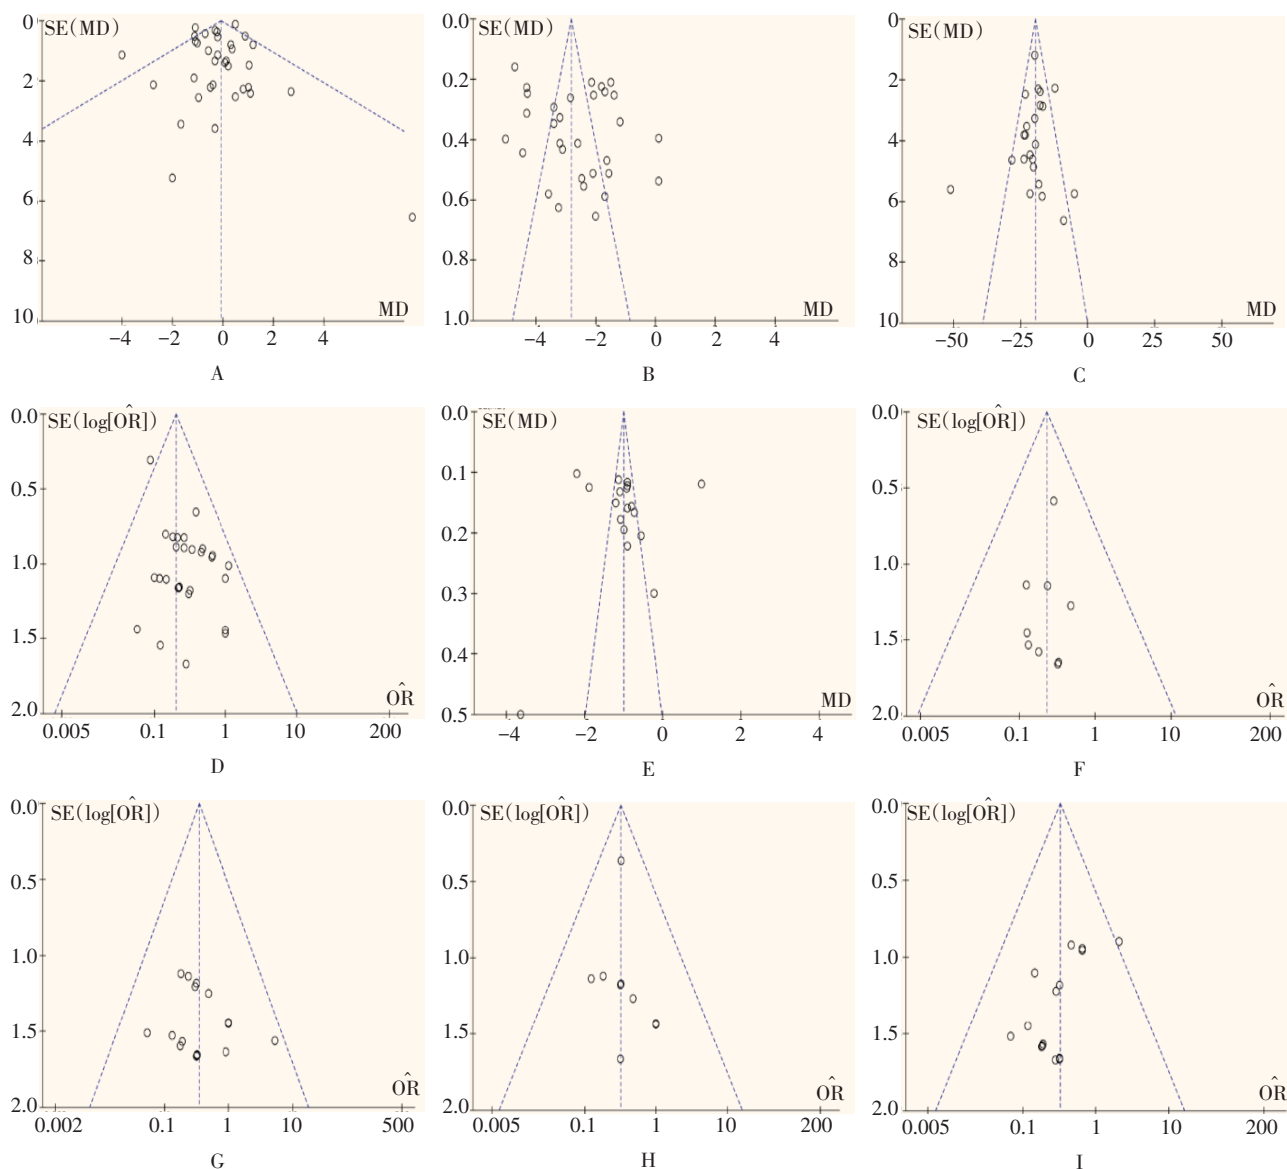 0 SE(MD)
2
4
6
8
10 MD
−4 −2 0 2 4
A
0.0 SE(MD)
0.2
0.4
0.6
0.8
1.0 MD
−4 −2 0 2 4
B
0 SE(MD)
2
4
6
8
10 MD
−50 −25 0 25 50
C
0.0 SE(log[OR̂])
0.5
1.0
1.5
2.0 OR̂
0.005 0.1 1 10 200
D
0.0 SE(MD)
0.1
0.2
0.3
0.4
0.5 MD
−4 −2 0 2 4
E
0.0 SE(log[OR̂])
0.5
1.0
1.5
2.0 OR̂
0.005 0.1 1 10 200
F
0.0 SE(log[OR̂])
0.5
1.0
1.5
2.0 OR̂
0.002 0.1 1 10 500
G
0.0 SE(log[OR̂])
0.5
1.0
1.5
2.0 OR̂
0.005 0.1 1 10 200
H
0.0 SE(log[OR̂])
0.5
1.0
1.5
2.0 OR̂
0.005 0.1 1 10 200
I